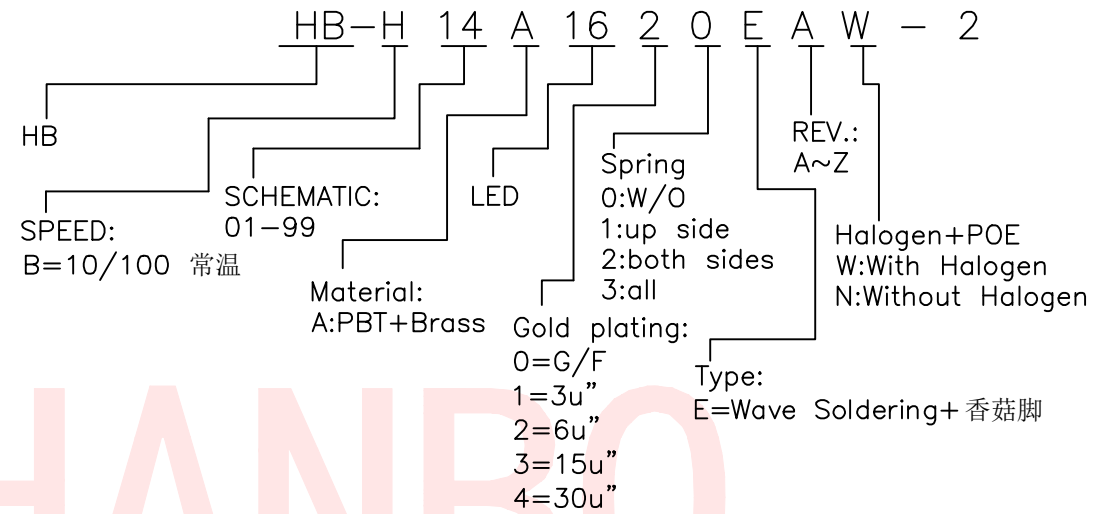 HB-H 14 A 16 2 0 E A W - 2
HB
SPEED:
B=10/100 常温
SCHEMATIC:
01-99
Material:
A:PBT+Brass
LED
Gold plating:
0=G/F
1=3u”
2=6u”
3=15u”
4=30u”
Spring
0:W/O
1:up side
2:both sides
3:all
Type:
E=Wave Soldering+香菇脚
REV.:
A~Z
Halogen+POE
W:With Halogen
N:Without Halogen
HANBO